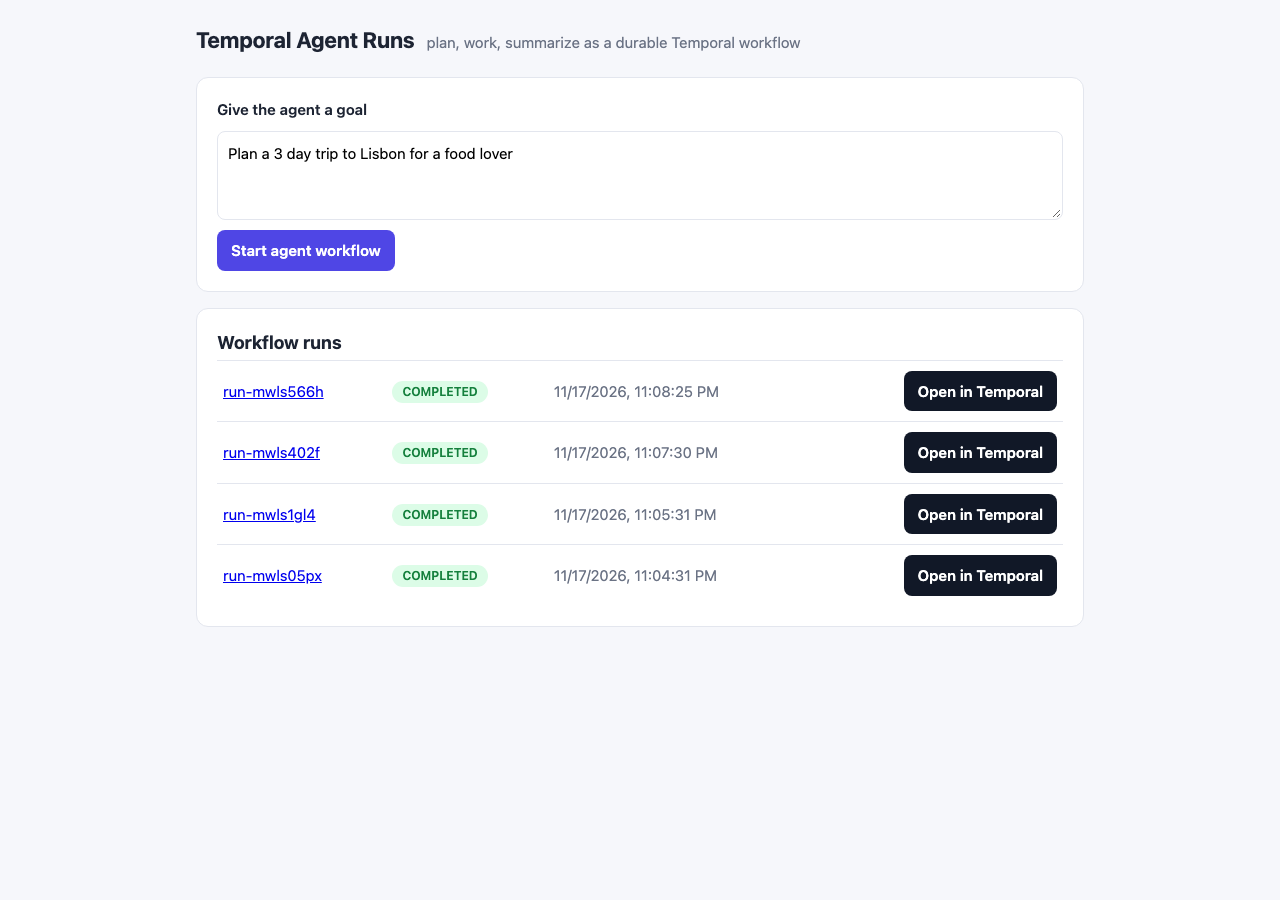 Temporal Agent Runs plan, work, summarize as a durable Temporal workflow
Give the agent a goal
Plan a 3 day trip to Lisbon for a food lover
Start agent workflow
Workflow runs
run-mwls566h COMPLETED 11/17/2026, 11:08:25 PM Open in Temporal
run-mwls402f COMPLETED 11/17/2026, 11:07:30 PM Open in Temporal
run-mwls1gl4 COMPLETED 11/17/2026, 11:05:31 PM Open in Temporal
run-mwls05px COMPLETED 11/17/2026, 11:04:31 PM Open in Temporal